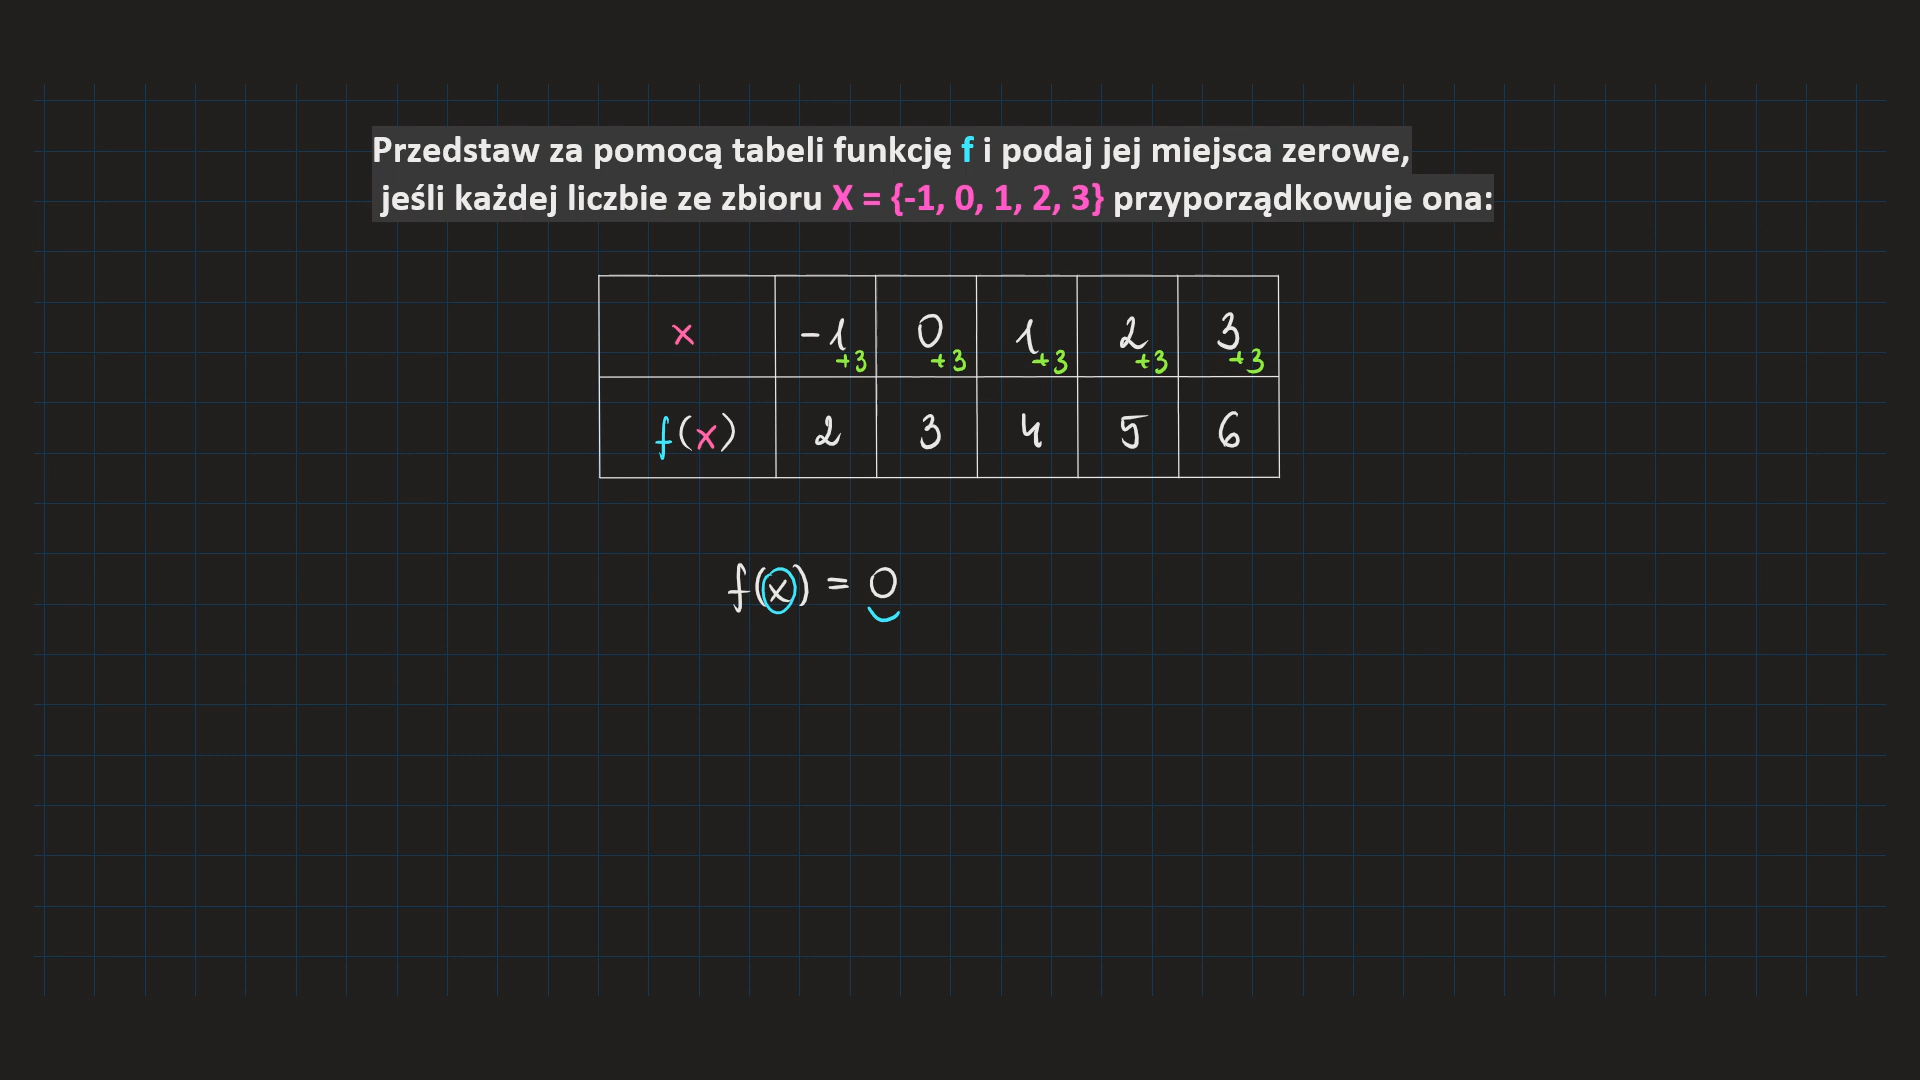 Przedstaw za pomocą tabeli funkcję f i podaj jej miejsca zerowe,
jeśli każdej liczbie ze zbioru X = {-1, 0, 1, 2, 3} przyporządkowuje ona:
x -1 0 1 2 3
+3 +3 +3 +3 +3
f(x) 2 3 4 5 6
f(x) = 0